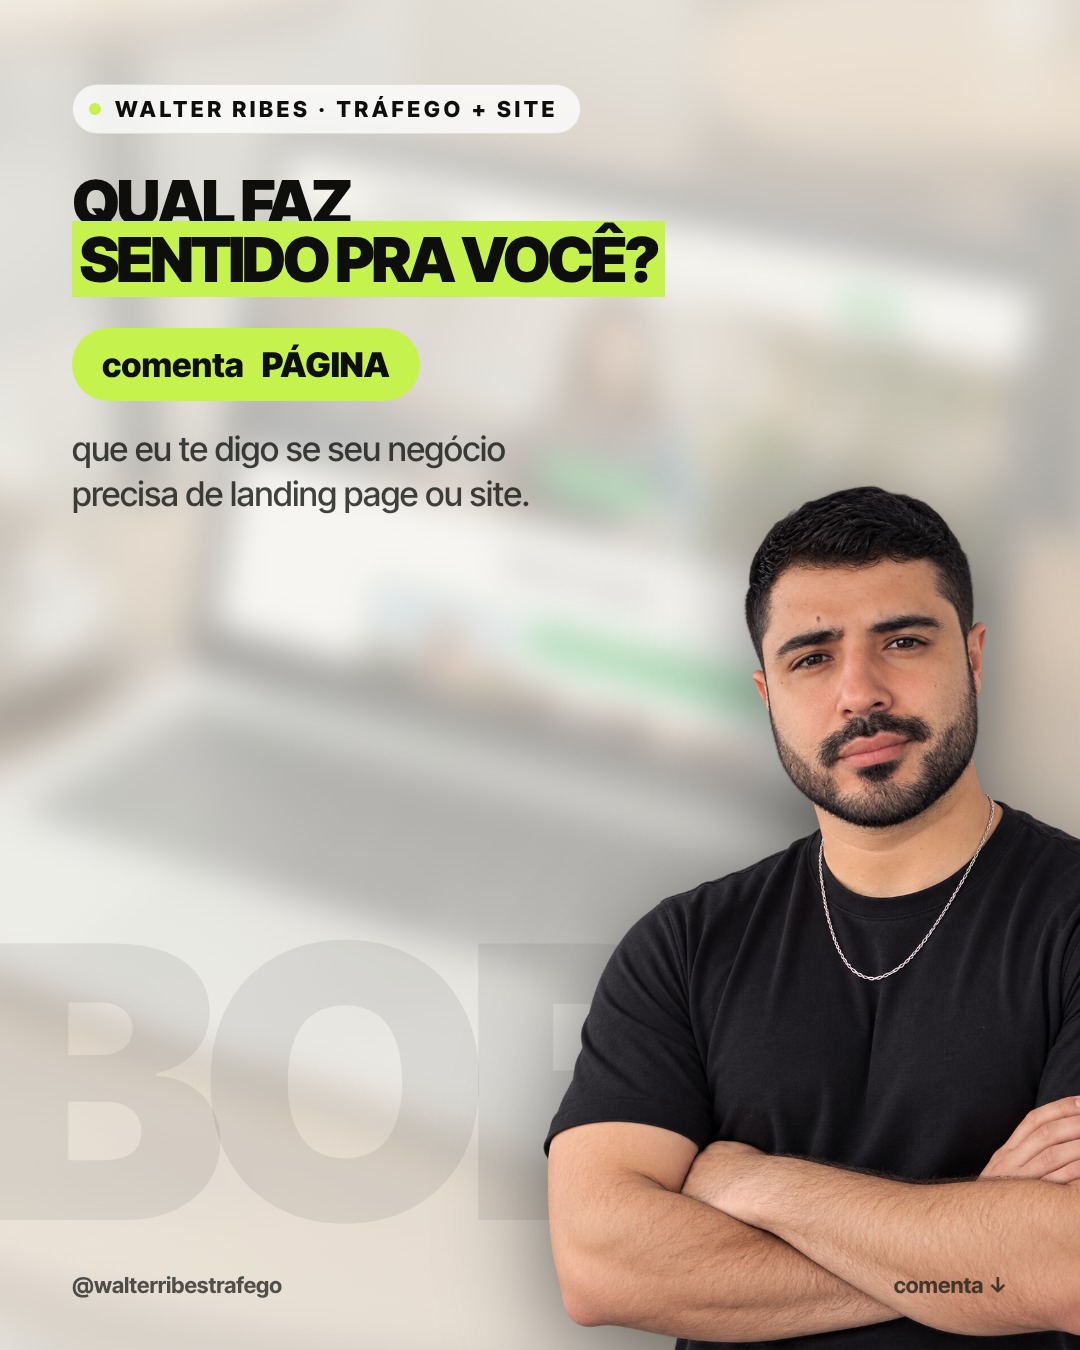 WALTER RIBES · TRÁFEGO + SITE
QUAL FAZ
SENTIDO PRA VOCÊ?
comenta PÁGINA
que eu te digo se seu negócio
precisa de landing page ou site.
@walterribestrafego
comenta ↓